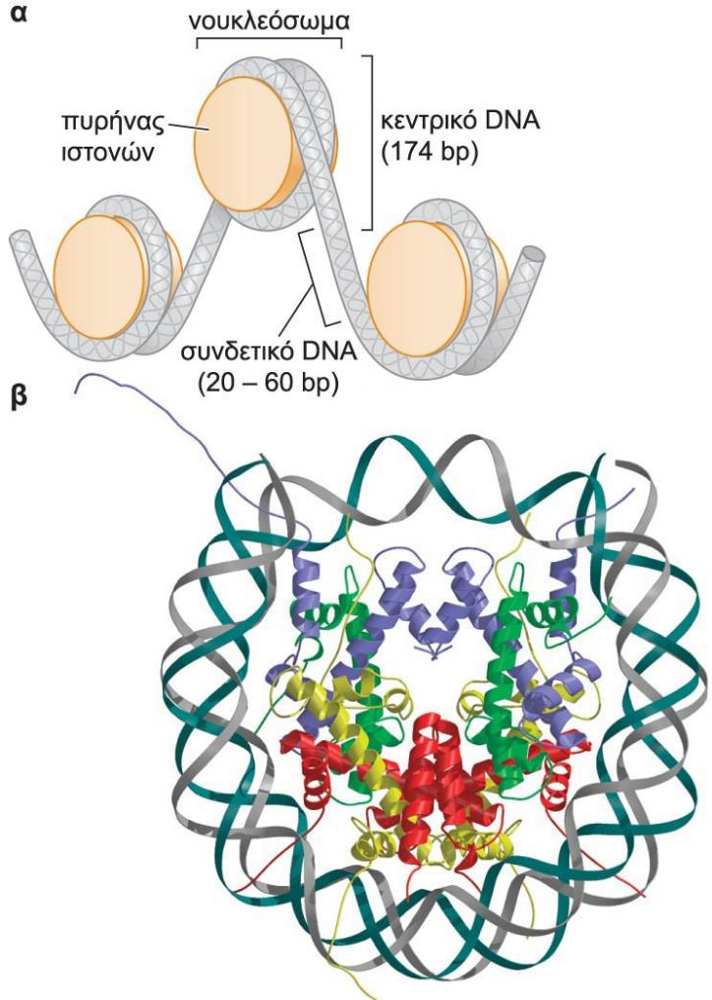 α
νουκλεόσωμα
πυρήνας
ιστονών
κεντρικό DNA
(174 bp)
συνδετικό DNA
(20 – 60 bp)
β